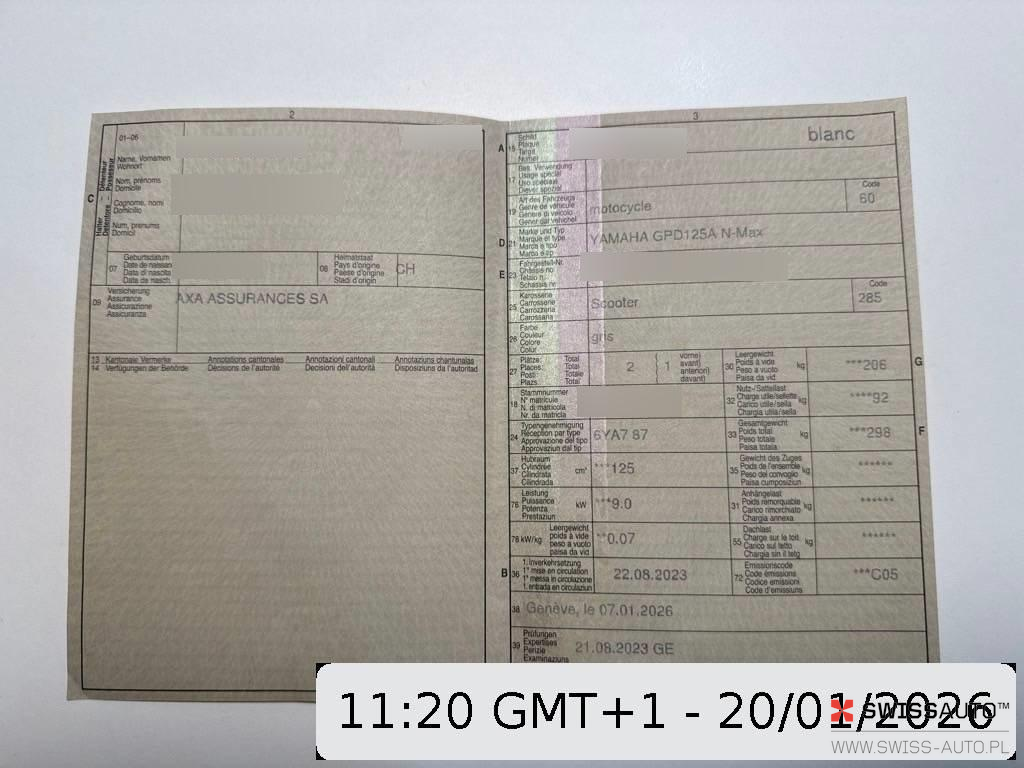 2
01-06
Name, Vornamen
Wohnort
Nom, prénoms
Domicile
Cognome, nomi
Domicilio
Num, prenums
Domicil
C
Halter
Détenteur
Detentore
Possessur
07
Geburtsdatum
Date de naissan
Data di nascita
Data da nasch.
08
Heimatstaat
Pays d'origine
Paese d'origine
Stadi d'origin
CH
09
Versicherung
Assurance
Assicurazione
Assicuranza
AXA ASSURANCES SA
13 Kantonale Vermerke Annotations cantonales Annotazioni cantonali Annotaziuns chantunalas
14 Verfügungen der Behörde Décisions de l'autorité Decisioni dell'autorità Disposiziuns da l'autoritad
3
A 15
Schild
Plaque
Targa
Numer
blanc
17
Bes. Verwendung
Usage spécial
Uso speciale
Diever spezial
19
Art des Fahrzeugs
Genre de véhicule
Genere di veicolo
Gener dal vehichel
motocycle
Code
60
D 21
Marke und Typ
Marque et type
Marca e tipo
Marca e tip
YAMAHA GPD125A N-Max
E 23
Fahrgestell-Nr.
Châssis no
Telaio n.
Schassis nr.
25
Karosserie
Carrosserie
Carrozzeria
Carossaria
Scooter
Code
285
26
Farbe
Couleur
Colore
Colur
gris
27
Plätze: Total
Places: Total
Posti: Totale
Plazs: Total
2 { 1
vorne)
avant)
anteriori)
davant)
30
Leergewicht
Poids à vide
Peso a vuoto
Paisa da vid
kg
***206
G
18
Stammnummer
N° matricule
N. di matricola
Nr. da matricla
32
Nutz-/Sattellast
Charge utile/sellette
Carico utile/sella
Chargia utila/sella
kg
****92
24
Typengenehmigung
Réception par type
Approvazione del tipo
Approvaziun dal tip
6YA7 87
33
Gesamtgewicht
Poids total
Peso totale
Paisa totala
kg
***298
F
37
Hubraum
Cylindrée
Cilindrata
Cilindrada
cm³
***125
35
Gewicht des Zuges
Poids de l'ensemble
Peso del convoglio
Paisa cumposiziun
kg
******
76
Leistung
Puissance
Potenza
Prestaziun
kW
***9.0
31
Anhängelast
Poids remorquable
Carico rimorchiato
Chargia annexa
kg
******
78 kW/kg
Leergewicht
poids à vide
peso a vuoto
paisa da vid
**0.07
55
Dachlast
Charge sur le toit
Carico sul tetto
Chargia sin il tetg
kg
******
B 36
1. Inverkehrsetzung
1re mise en circulation
1a messa in circolazione
1. entrada en circulaziun
22.08.2023
72
Emissionscode
Code émissions
Codice emissioni
Code d'emissiuns
***C05
38 Genève, le 07.01.2026
39
Prüfungen
Expertises
Perizie
Examinaziuns
21.08.2023 GE
11:20 GMT+1 - 20/01/2026
SWISSAUTO™
WWW.SWISS-AUTO.PL